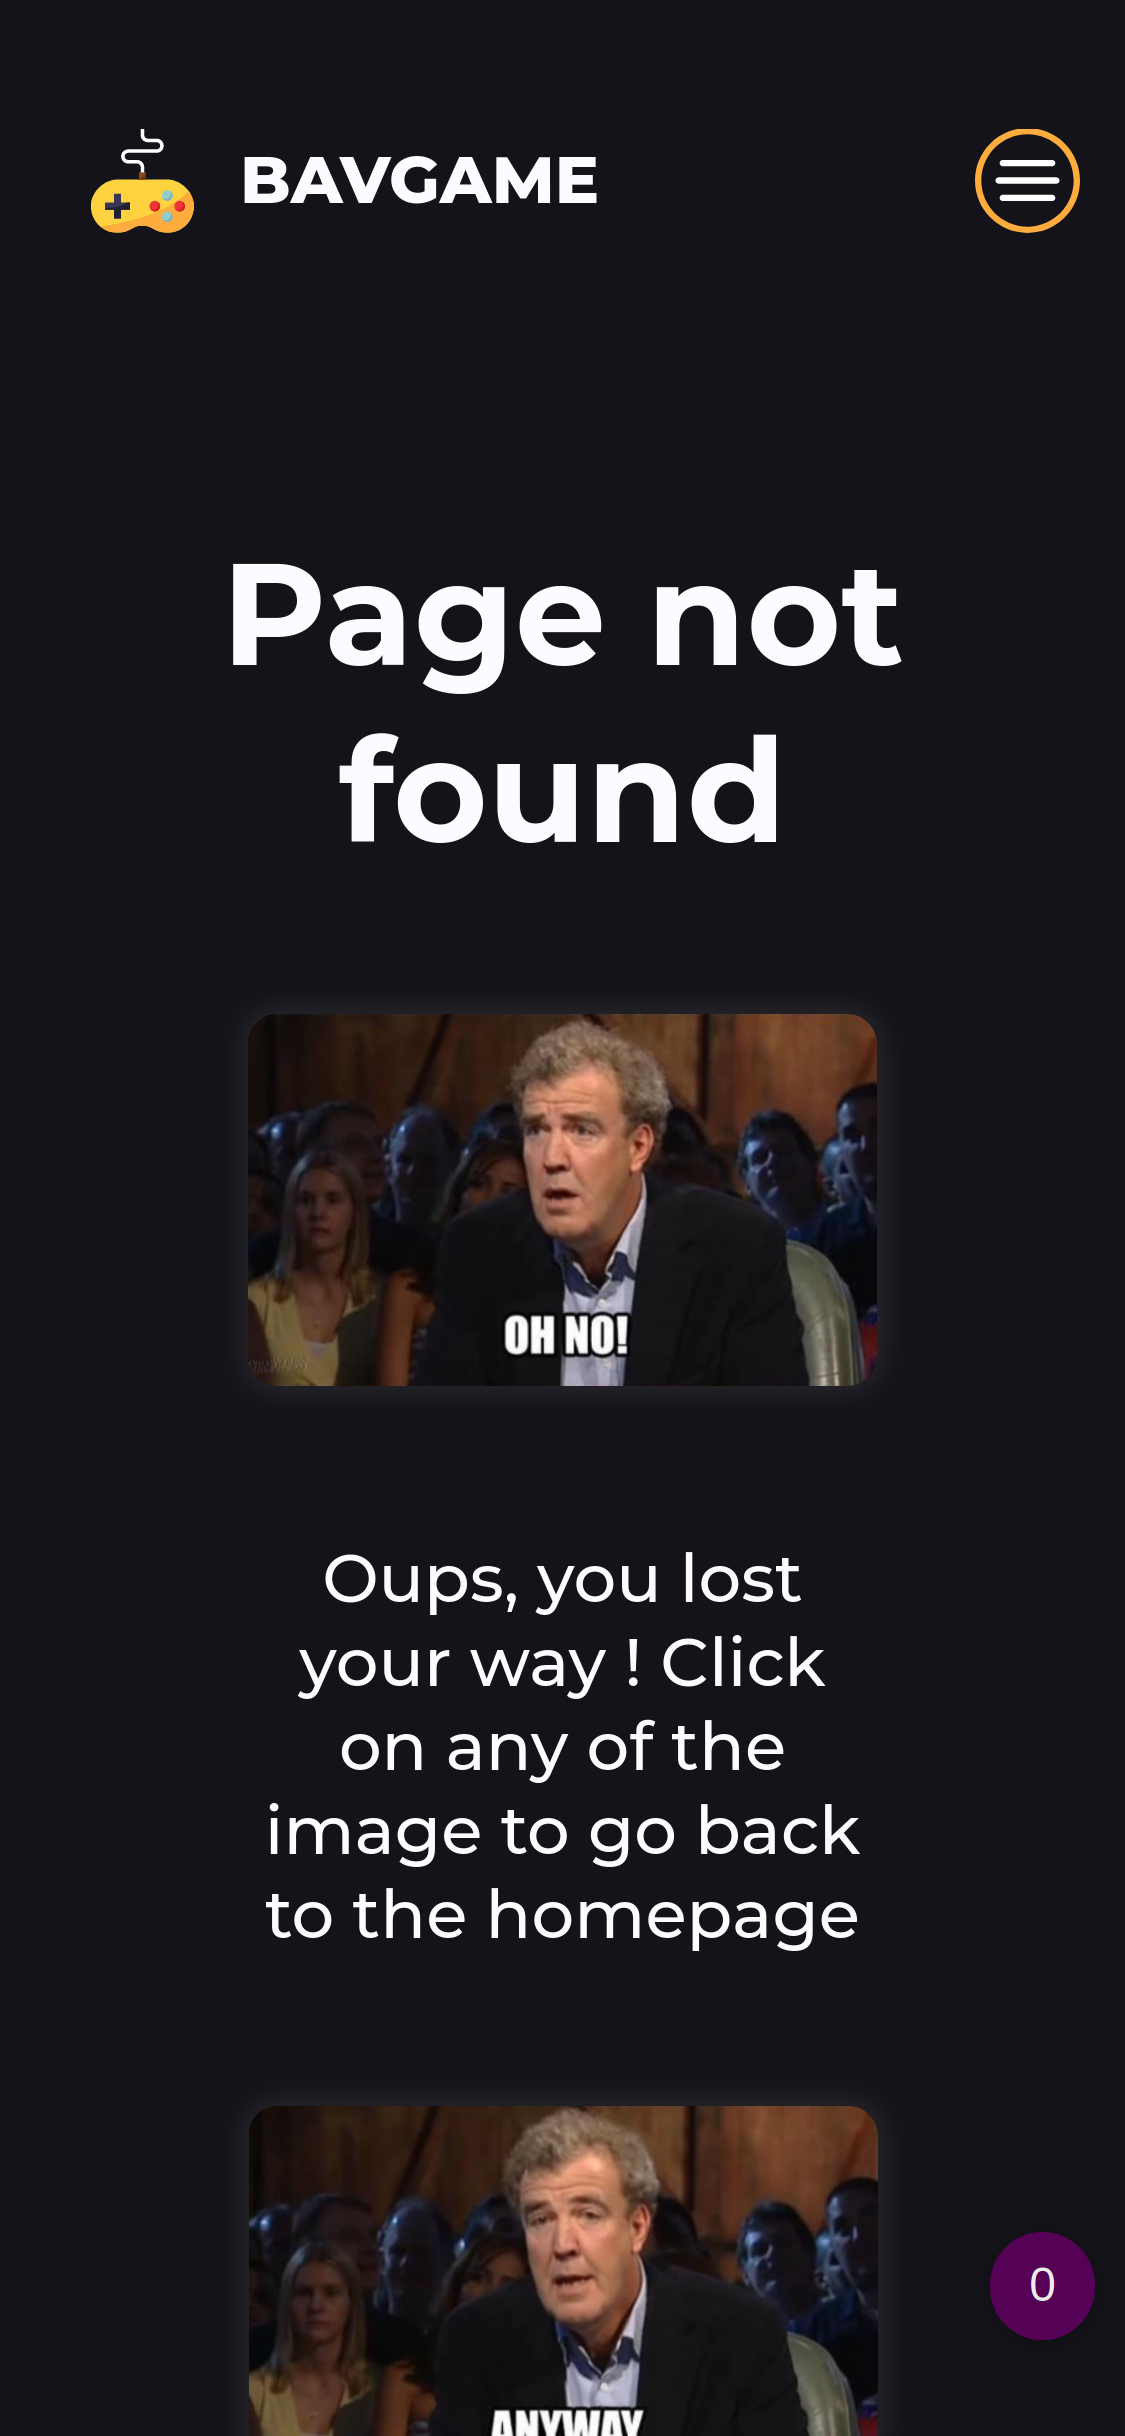 BAVGAME
Page not
found
OH NO!
Oups, you lost
your way ! Click
on any of the
image to go back
to the homepage
0
ANYWAY